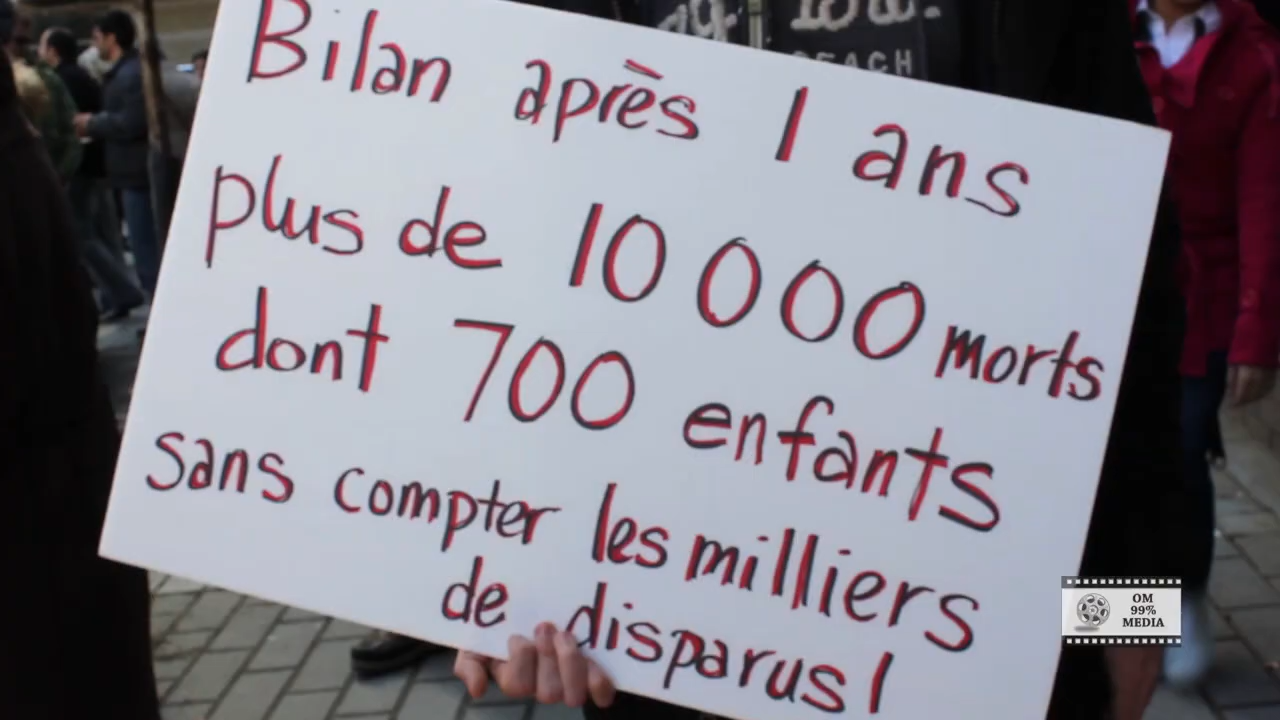 BEACH
Bilan après 1 ans
plus de 10 000 morts
dont 700 enfants
sans compter les milliers
de disparus!
OM
99%
MEDIA